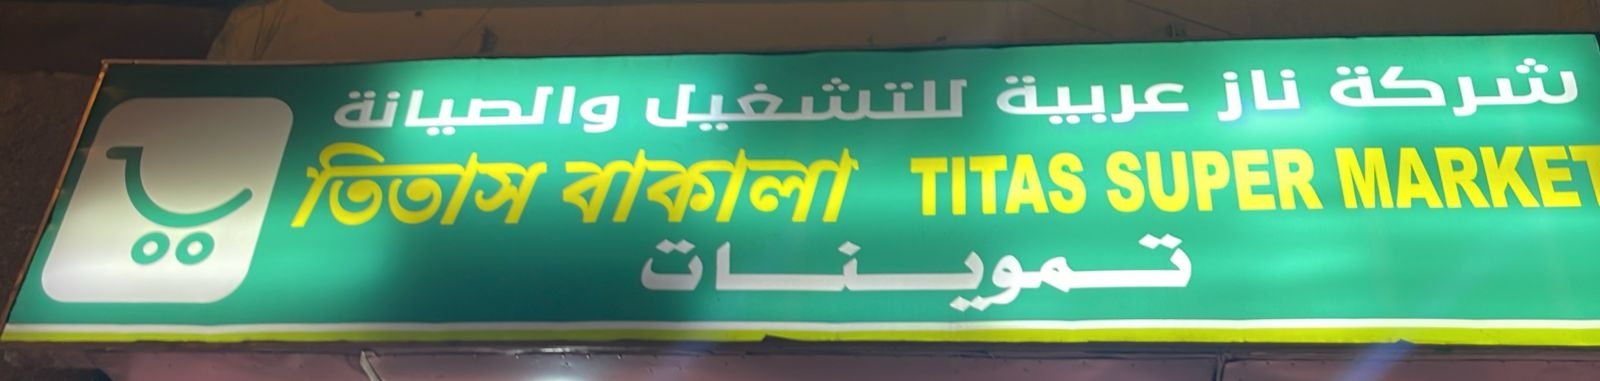 شركة ناز عربية للتشغيل والصيانة
তিতাস বাকালা TITAS SUPER MARKET
تموينات